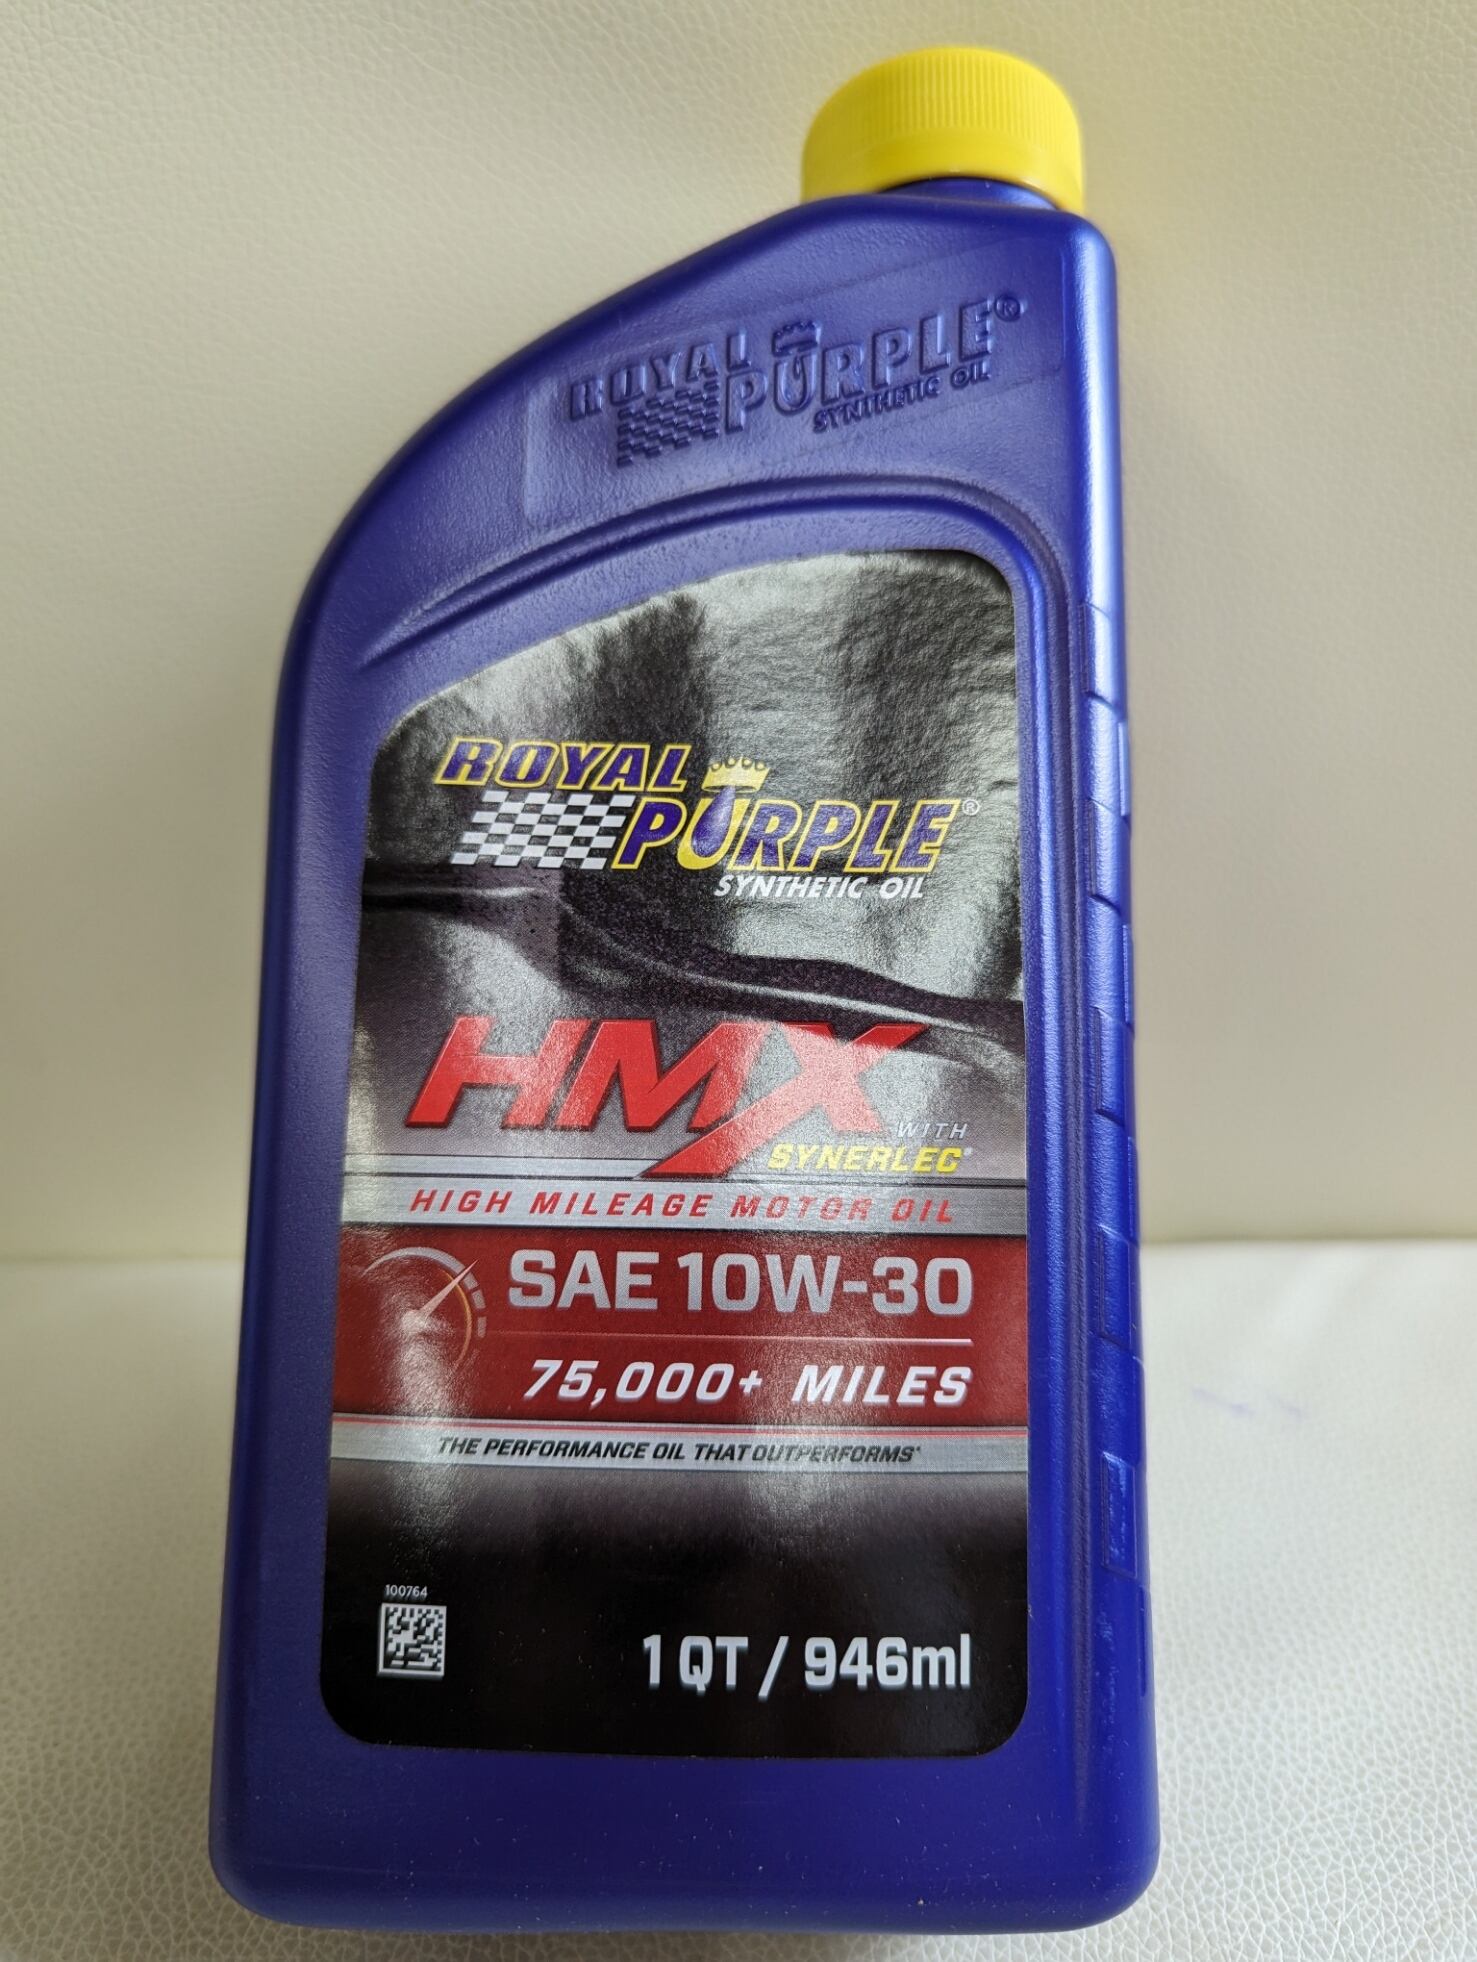 ROYAL
PURPLE®
SYNTHETIC OIL
ROYAL
PURPLE®
SYNTHETIC OIL
HMX
WITH
SYNERLEC®
HIGH MILEAGE MOTOR OIL
SAE 10W-30
75,000+ MILES
THE PERFORMANCE OIL THAT OUTPERFORMS*
100764
1 QT / 946ml